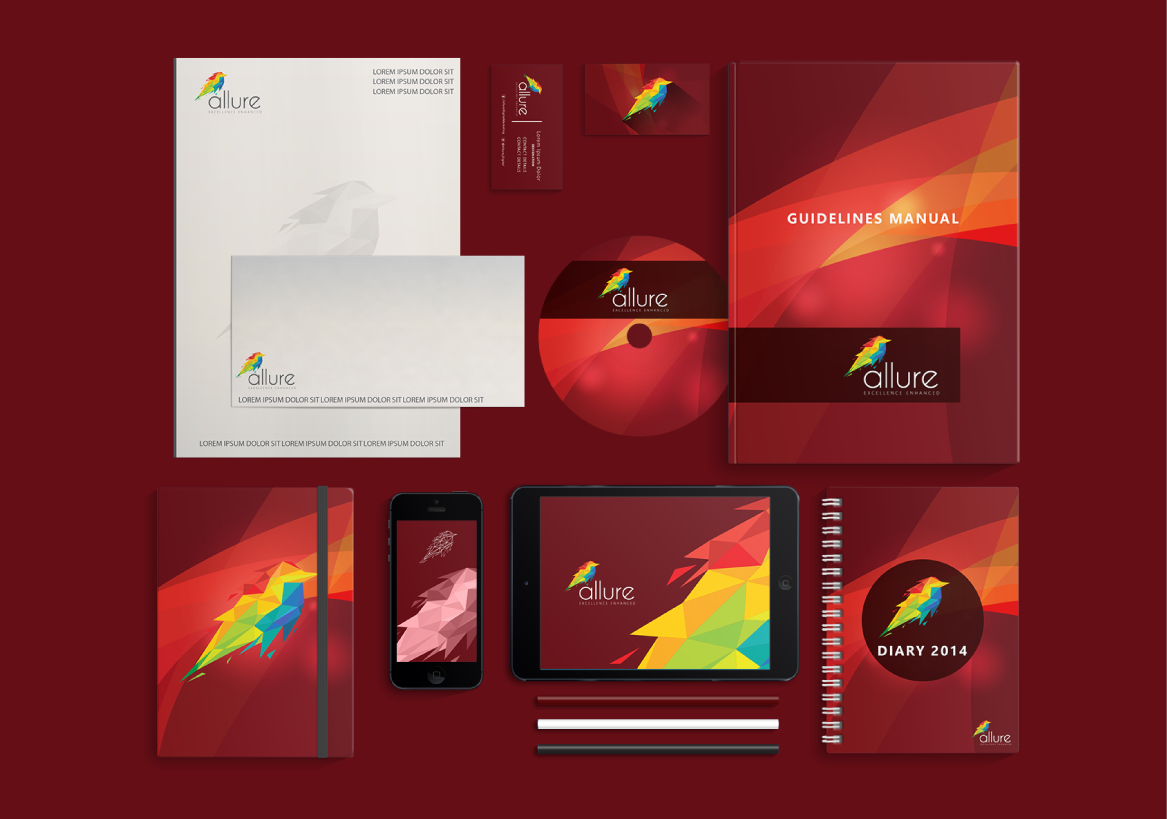 allure
EXCELLENCE ENHANCED
LOREM IPSUM DOLOR SIT
LOREM IPSUM DOLOR SIT
LOREM IPSUM DOLOR SIT
allure
EXCELLENCE ENHANCED
LOREM IPSUM DOLOR SIT LOREM IPSUM DOLOR SIT LOREM IPSUM DOLOR SIT
LOREM IPSUM DOLOR SIT LOREM IPSUM DOLOR SIT LOREM IPSUM DOLOR SIT
allure
Lorem Ipsum Dolor
CONTACT DETAILS
CONTACT DETAILS
allure
EXCELLENCE ENHANCED
GUIDELINES MANUAL
allure
EXCELLENCE ENHANCED
allure
EXCELLENCE ENHANCED
DIARY 2014
allure